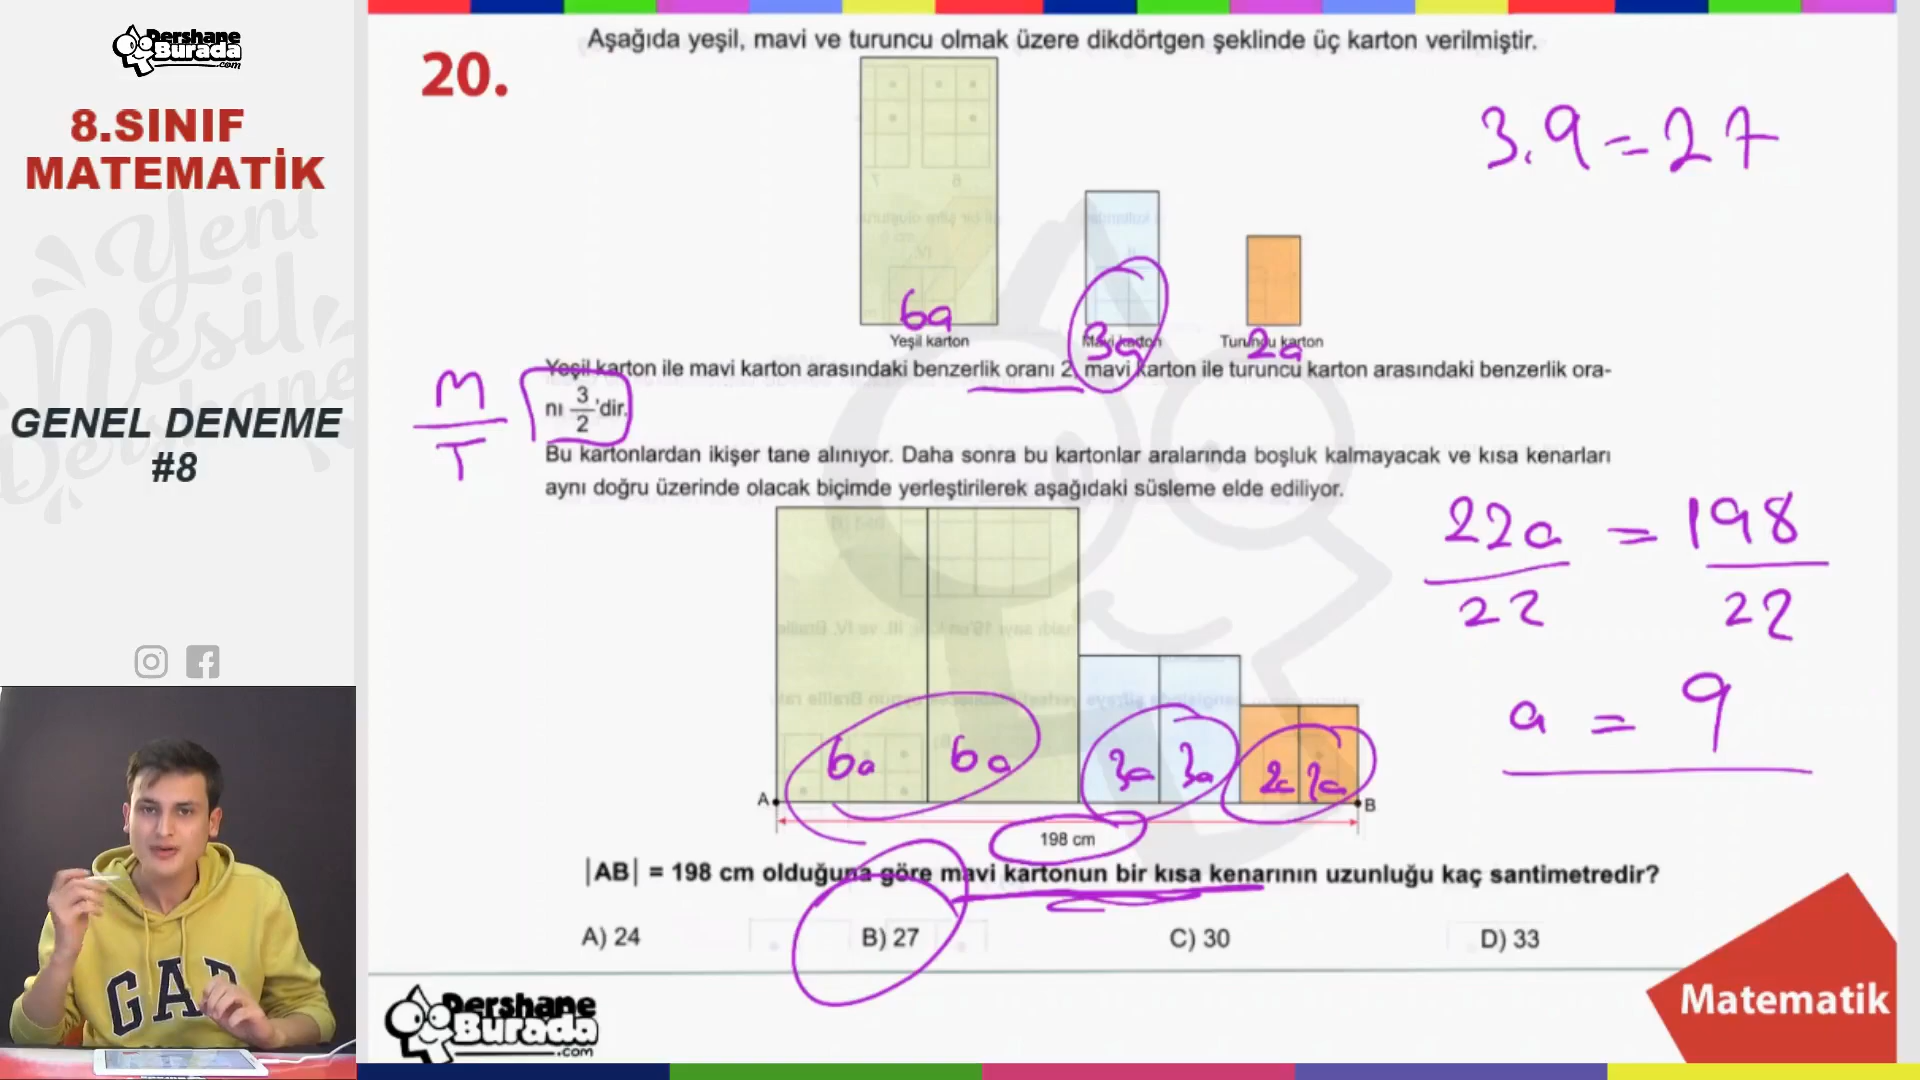 Dershane
Burada
.com
8.SINIF
MATEMATİK
Yeni
Nesil
Dershane
GENEL DENEME
#8
GAP
20.
Aşağıda yeşil, mavi ve turuncu olmak üzere dikdörtgen şeklinde üç karton verilmiştir.
3.9=27
6a
3a
2a
Yeşil karton
Mavi karton
Turuncu karton
Yeşil karton ile mavi karton arasındaki benzerlik oranı 2, mavi karton ile turuncu karton arasındaki benzerlik ora-
nı 3/2'dir.
M
T
Bu kartonlardan ikişer tane alınıyor. Daha sonra bu kartonlar aralarında boşluk kalmayacak ve kısa kenarları
aynı doğru üzerinde olacak biçimde yerleştirilerek aşağıdaki süsleme elde ediliyor.
22a = 198
22 22
a = 9
6a 6a 3a 3a 2a 2a
A B
198 cm
|AB| = 198 cm olduğuna göre mavi kartonun bir kısa kenarının uzunluğu kaç santimetredir?
A) 24 B) 27 C) 30 D) 33
Dershane
Burada
.com
Matematik